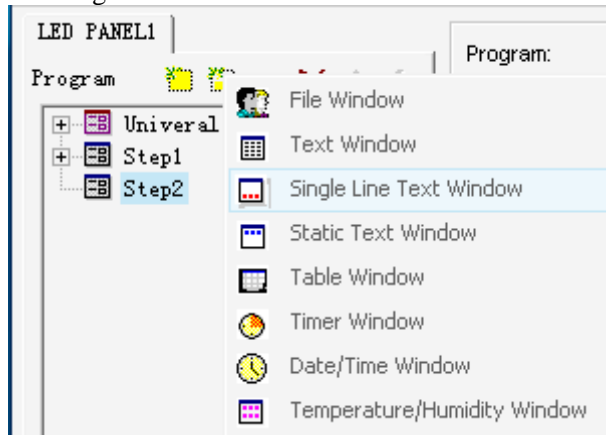 LED PANEL1
Program:
Program
Univeral
Step1
Step2
File Window
Text Window
Single Line Text Window
Static Text Window
Table Window
Timer Window
Date/Time Window
Temperature/Humidity Window